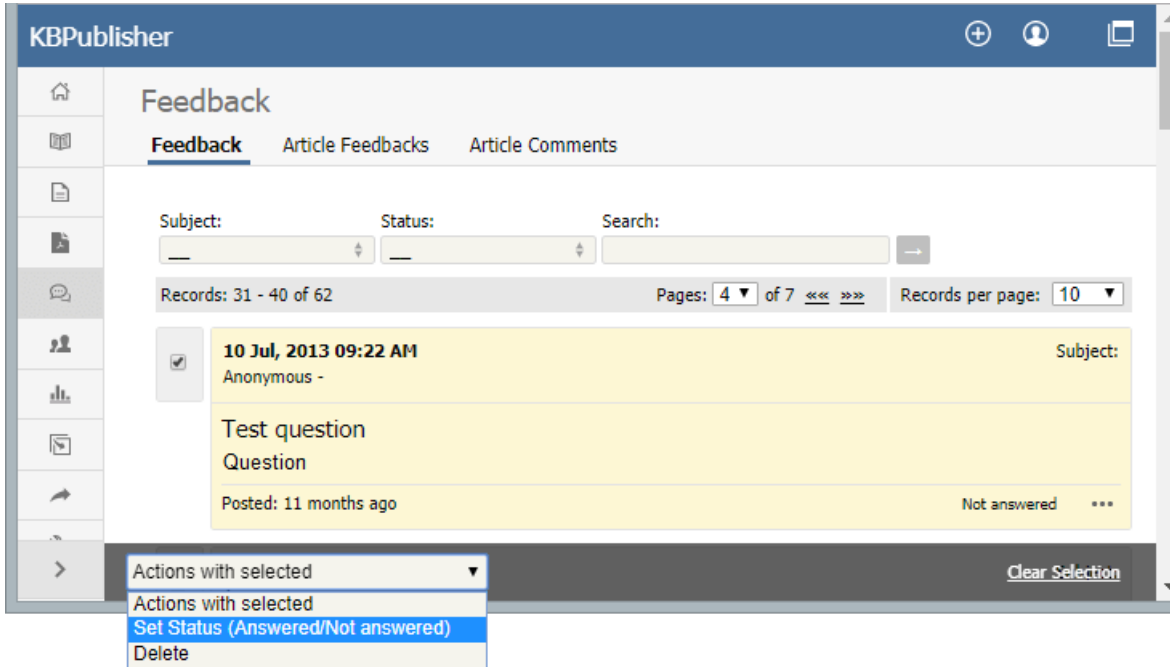 KBPublisher
Feedback
Feedback Article Feedbacks Article Comments
Subject: Status: Search:
__ __ →
Records: 31 - 40 of 62 Pages: 4 of 7 «« »» Records per page: 10
10 Jul, 2013 09:22 AM Subject:
Anonymous -
Test question
Question
Posted: 11 months ago Not answered •••
Actions with selected Clear Selection
Actions with selected
Set Status (Answered/Not answered)
Delete